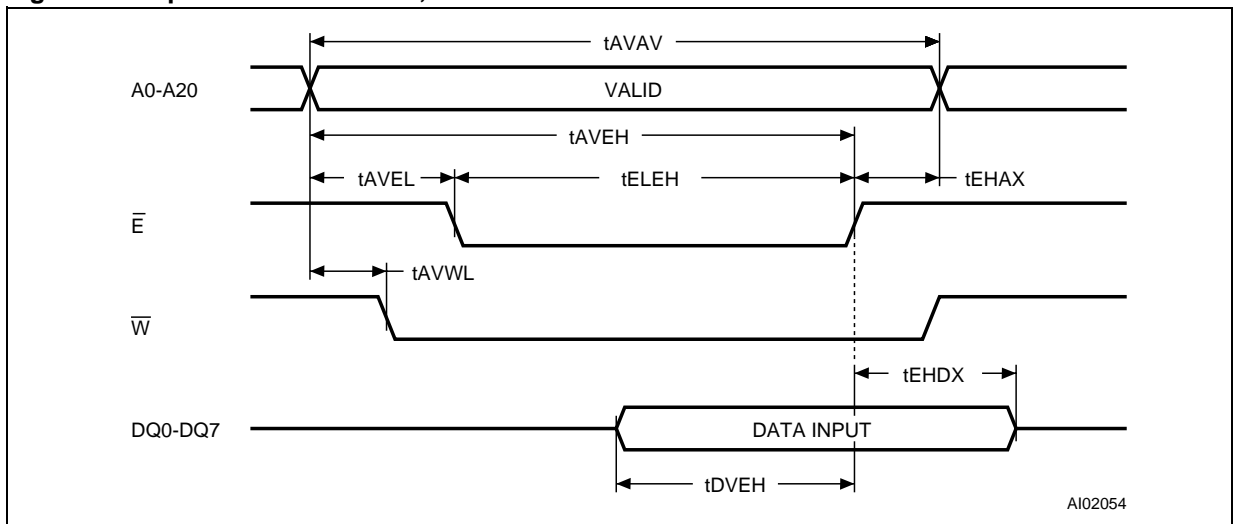 tAVAV
A0-A20
VALID
tAVEH
tAVEL
tELEH
tEHAX
E̅
tAVWL
W̅
tEHDX
DQ0-DQ7
DATA INPUT
tDVEH
AI02054